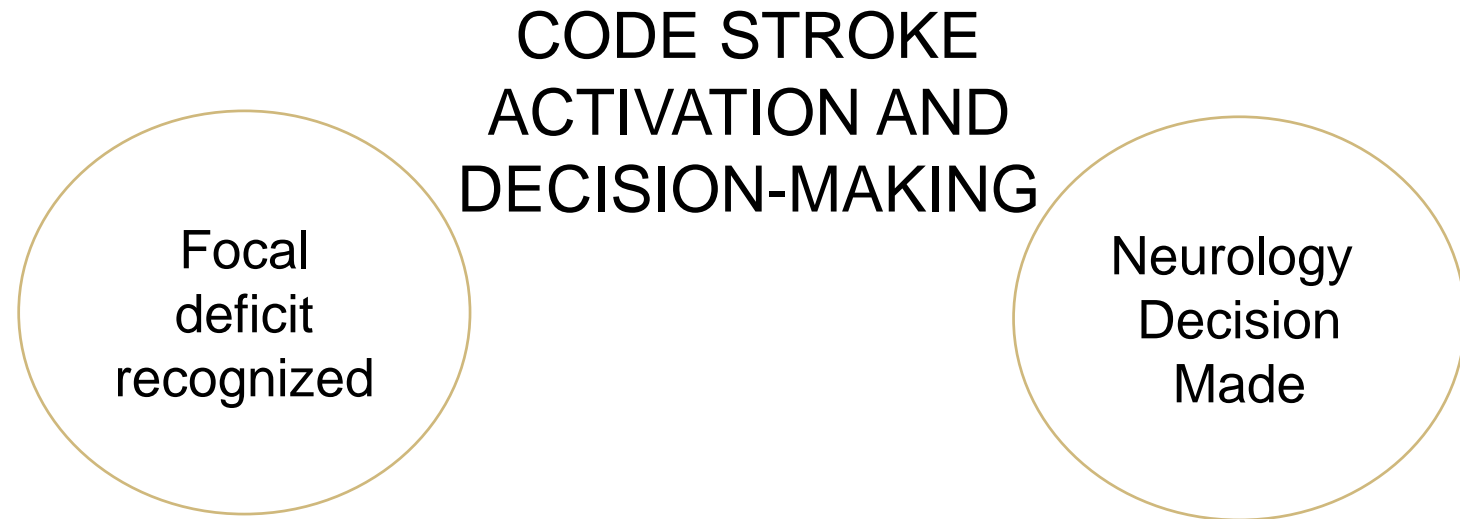 CODE STROKE
ACTIVATION AND
DECISION-MAKING
Focal
deficit
recognized
Neurology
Decision
Made